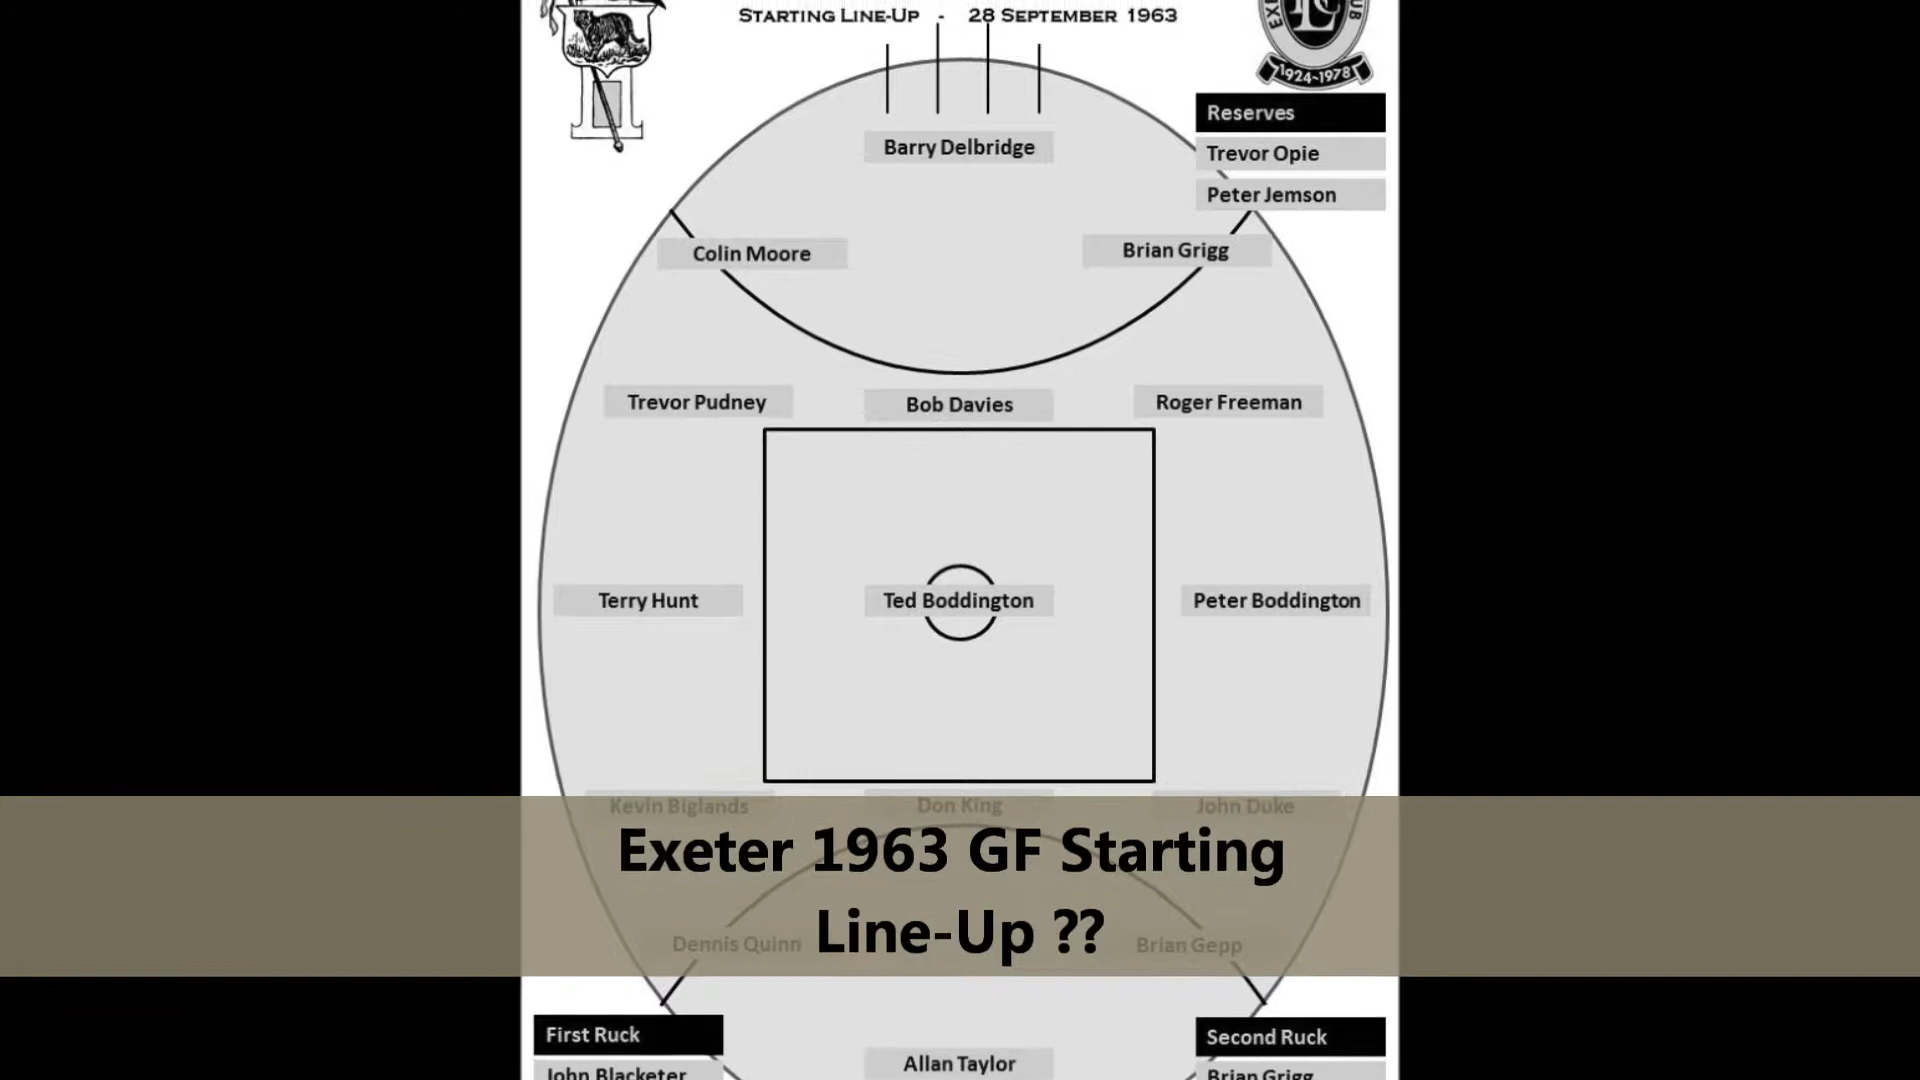 STARTING LINE-UP - 28 SEPTEMBER 1963
1924~1978
Reserves
Barry Delbridge
Trevor Opie
Peter Jemson
Colin Moore
Brian Grigg
Trevor Pudney
Bob Davies
Roger Freeman
Terry Hunt
Ted Boddington
Peter Boddington
Kevin Biglands
Don King
John Duke
Exeter 1963 GF Starting
Line-Up ??
Dennis Quinn
Brian Gepp
First Ruck
Second Ruck
Allan Taylor
John Blacketer
Brian Grigg